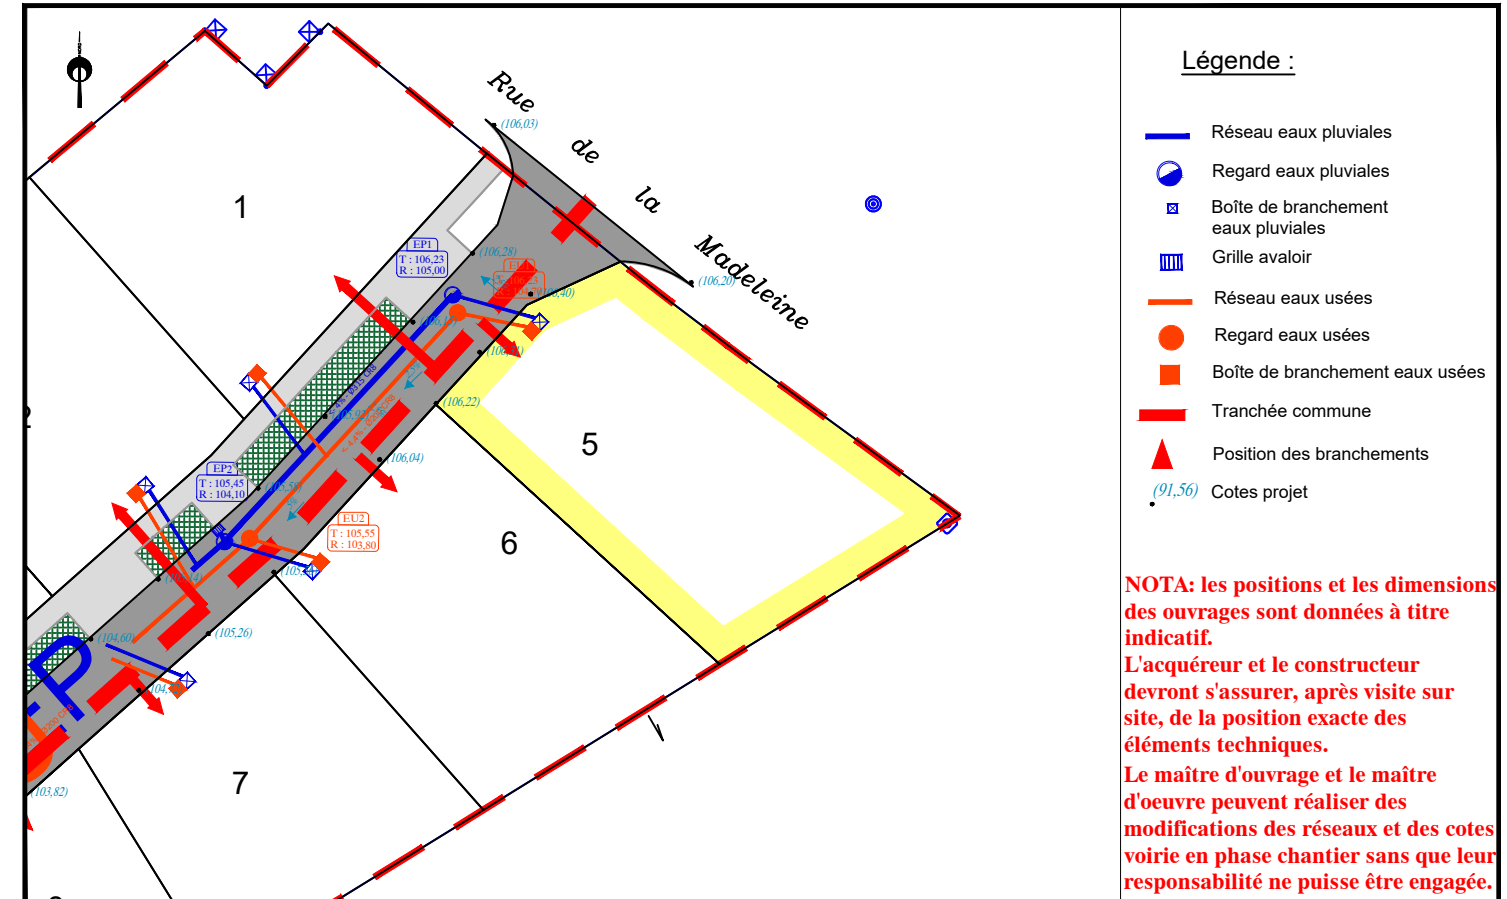 Rue
de
la
Madeleine
(106,03)
1
EP1
T : 106,23
R : 105,00
(106,28)
(106,20)
(106,22)
5
(106,04)
EP2
T : 105,45
R : 104,10
EU2
T : 105,55
R : 103,80
6
(104,60)
(105,26)
7
(103,82)
Légende :
Réseau eaux pluviales
Regard eaux pluviales
Boîte de branchement
eaux pluviales
Grille avaloir
Réseau eaux usées
Regard eaux usées
Boîte de branchement eaux usées
Tranchée commune
Position des branchements
(91,56) Cotes projet
NOTA: les positions et les dimensions
des ouvrages sont données à titre
indicatif.
L'acquéreur et le constructeur
devront s'assurer, après visite sur
site, de la position exacte des
éléments techniques.
Le maître d'ouvrage et le maître
d'oeuvre peuvent réaliser des
modifications des réseaux et des cotes
voirie en phase chantier sans que leur
responsabilité ne puisse être engagée.